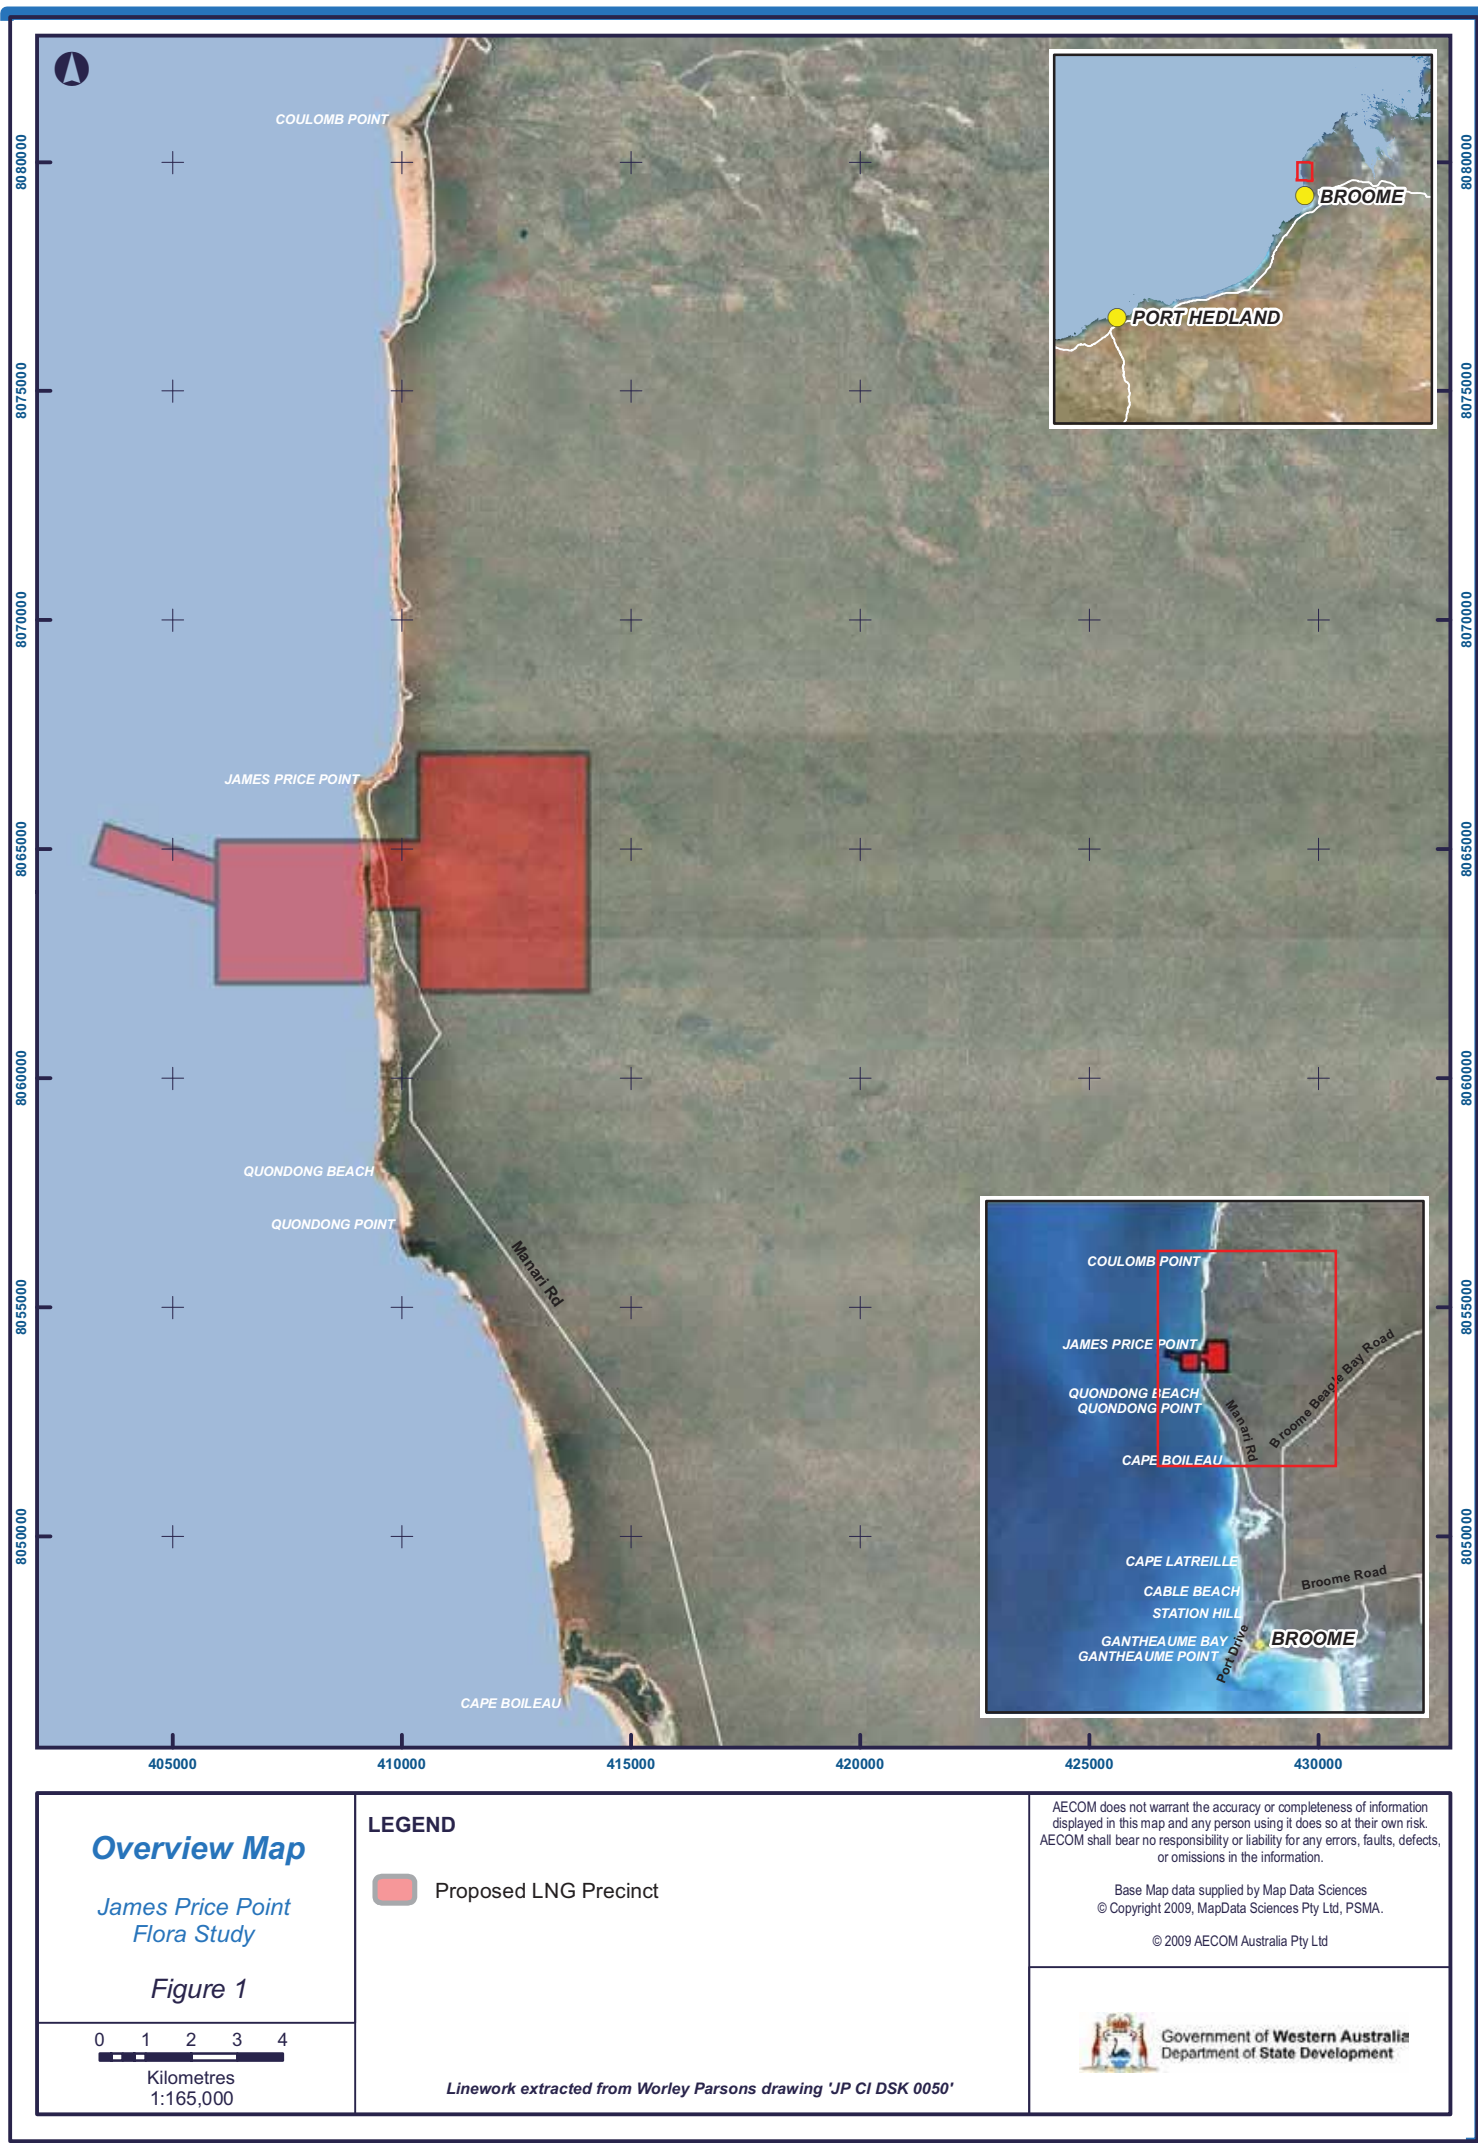 COULOMB POINT
JAMES PRICE POINT
QUONDONG BEACH
QUONDONG POINT
Manari Rd
CAPE BOILEAU
8080000
8075000
8070000
8065000
8060000
8055000
8050000
8080000
8075000
8070000
8065000
8060000
8055000
8050000
405000
410000
415000
420000
425000
430000
BROOME
PORT HEDLAND
COULOMB POINT
JAMES PRICE POINT
QUONDONG BEACH
QUONDONG POINT
Manari Rd
Broome Beagle Bay Road
CAPE BOILEAU
CAPE LATREILLE
CABLE BEACH
STATION HILL
Broome Road
GANTHEAUME BAY
GANTHEAUME POINT
Port Drive
BROOME
Overview Map
James Price Point
Flora Study
Figure 1
0 1 2 3 4
Kilometres
1:165,000
LEGEND
Proposed LNG Precinct
Linework extracted from Worley Parsons drawing 'JP CI DSK 0050'
AECOM does not warrant the accuracy or completeness of information
displayed in this map and any person using it does so at their own risk.
AECOM shall bear no responsibility or liability for any errors, faults, defects,
or omissions in the information.
Base Map data supplied by Map Data Sciences
© Copyright 2009, MapData Sciences Pty Ltd, PSMA.
© 2009 AECOM Australia Pty Ltd
Government of Western Australia
Department of State Development